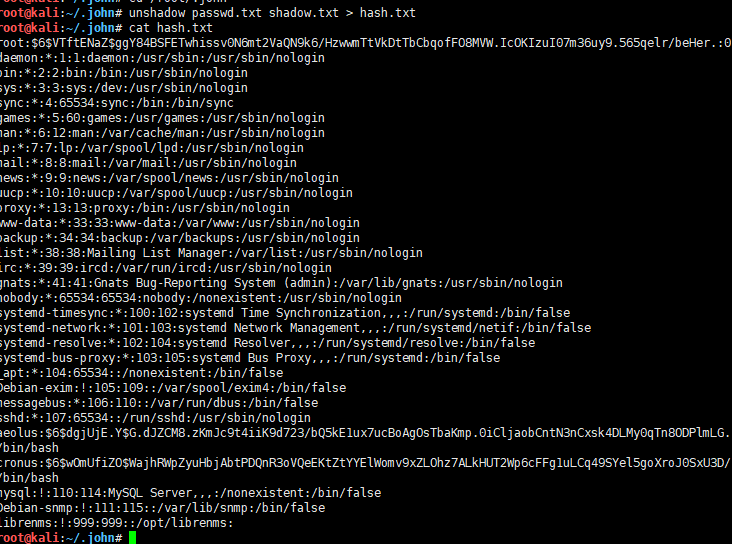 root@kali:~/.john# unshadow passwd.txt shadow.txt > hash.txt
root@kali:~/.john# cat hash.txt
root:$6$VTftENaZ$ggY84BSFETwhissv0N6mt2VaQN9k6/HzwwmTtVkDtTbCbqofFO8MVW.IcOKIzuI07m36uy9.565qelr/beHer.:0
daemon:*:1:1:daemon:/usr/sbin:/usr/sbin/nologin
bin:*:2:2:bin:/bin:/usr/sbin/nologin
sys:*:3:3:sys:/dev:/usr/sbin/nologin
sync:*:4:65534:sync:/bin:/bin/sync
games:*:5:60:games:/usr/games:/usr/sbin/nologin
man:*:6:12:man:/var/cache/man:/usr/sbin/nologin
lp:*:7:7:lp:/var/spool/lpd:/usr/sbin/nologin
mail:*:8:8:mail:/var/mail:/usr/sbin/nologin
news:*:9:9:news:/var/spool/news:/usr/sbin/nologin
uucp:*:10:10:uucp:/var/spool/uucp:/usr/sbin/nologin
proxy:*:13:13:proxy:/bin:/usr/sbin/nologin
www-data:*:33:33:www-data:/var/www:/usr/sbin/nologin
backup:*:34:34:backup:/var/backups:/usr/sbin/nologin
list:*:38:38:Mailing List Manager:/var/list:/usr/sbin/nologin
irc:*:39:39:ircd:/var/run/ircd:/usr/sbin/nologin
gnats:*:41:41:Gnats Bug-Reporting System (admin):/var/lib/gnats:/usr/sbin/nologin
nobody:*:65534:65534:nobody:/nonexistent:/usr/sbin/nologin
systemd-timesync:*:100:102:systemd Time Synchronization,,,:/run/systemd:/bin/false
systemd-network:*:101:103:systemd Network Management,,,:/run/systemd/netif:/bin/false
systemd-resolve:*:102:104:systemd Resolver,,,:/run/systemd/resolve:/bin/false
systemd-bus-proxy:*:103:105:systemd Bus Proxy,,,:/run/systemd:/bin/false
_apt:*:104:65534::/nonexistent:/bin/false
Debian-exim:!:105:109::/var/spool/exim4:/bin/false
messagebus:*:106:110::/var/run/dbus:/bin/false
sshd:*:107:65534::/run/sshd:/usr/sbin/nologin
aeolus:$6$dgjUjE.Y$G.dJZCM8.zKmJc9t4iiK9d723/bQ5kE1ux7ucBoAgOsTbaKmp.0iCljaobCntN3nCxsk4DLMy0qTn8ODPlmLG.
/bin/bash
cronus:$6$wOmUfiZO$WajhRWpZyuHbjAbtPDQnR3oVQeEKtZtYYElWomv9xZLOhz7ALkHUT2Wp6cFFg1uLCq49SYel5goXroJ0SxU3D/
/bin/bash
mysql:!:110:114:MySQL Server,,,:/nonexistent:/bin/false
Debian-snmp:!:111:115::/var/lib/snmp:/bin/false
librenms:!:999:999::/opt/librenms:
root@kali:~/.john#